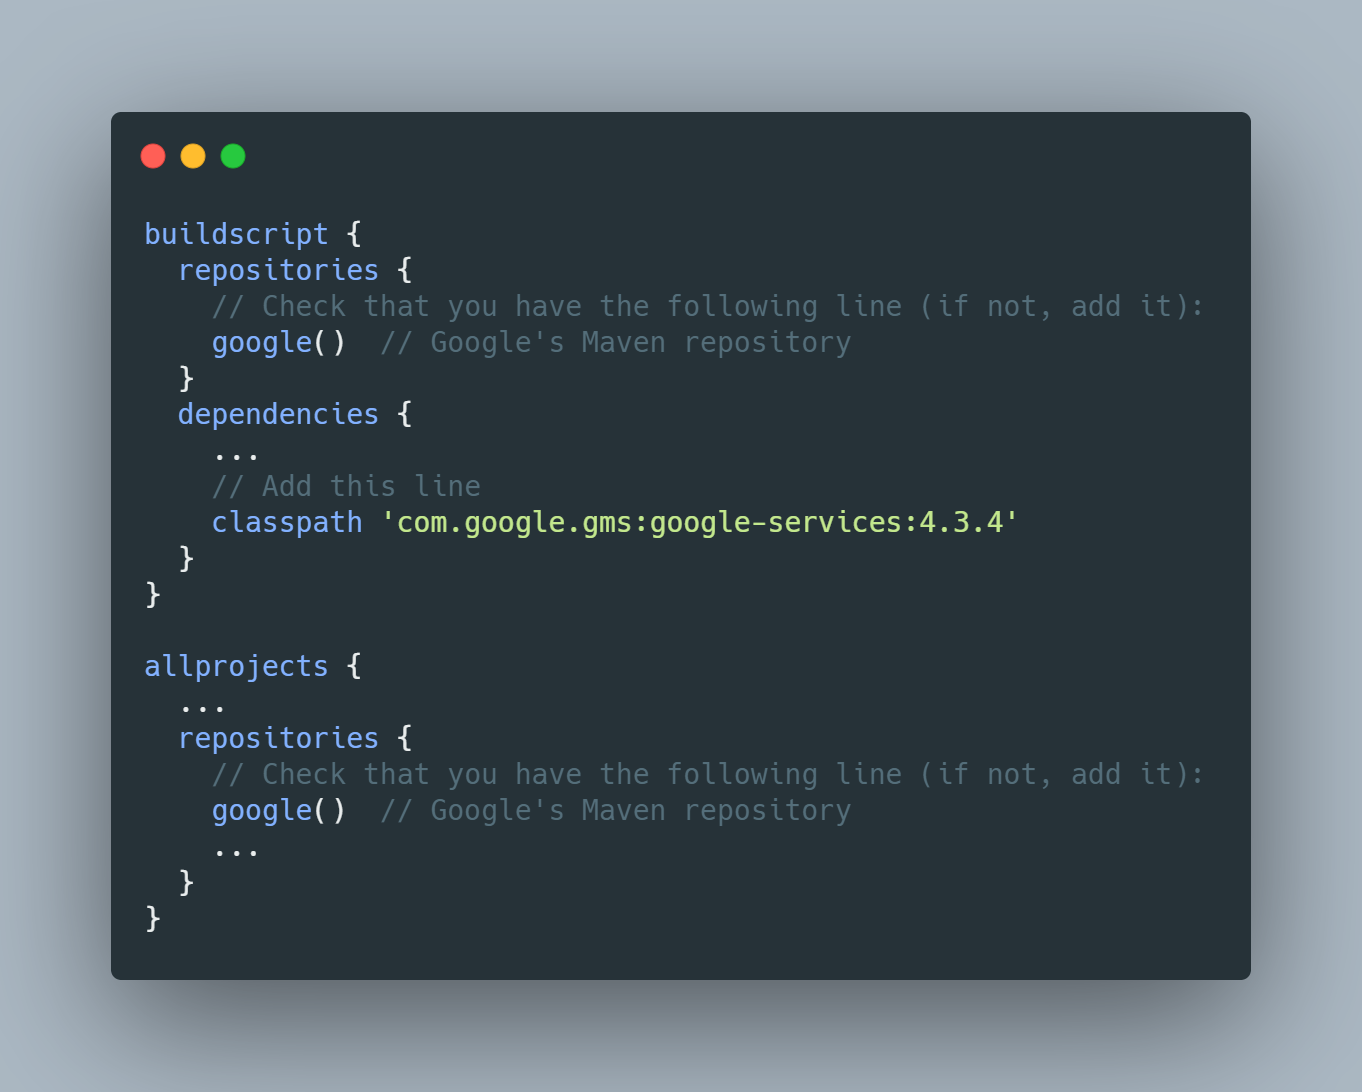 buildscript {
  repositories {
    // Check that you have the following line (if not, add it):
    google()  // Google's Maven repository
  }
  dependencies {
    ...
    // Add this line
    classpath 'com.google.gms:google-services:4.3.4'
  }
}

allprojects {
  ...
  repositories {
    // Check that you have the following line (if not, add it):
    google()  // Google's Maven repository
    ...
  }
}